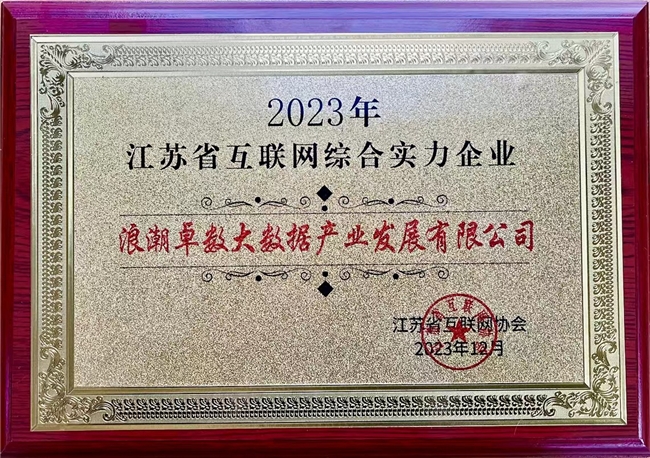 2023年
江苏省互联网综合实力企业
浪潮卓数大数据产业发展有限公司
江苏省互联网协会
2023年12月